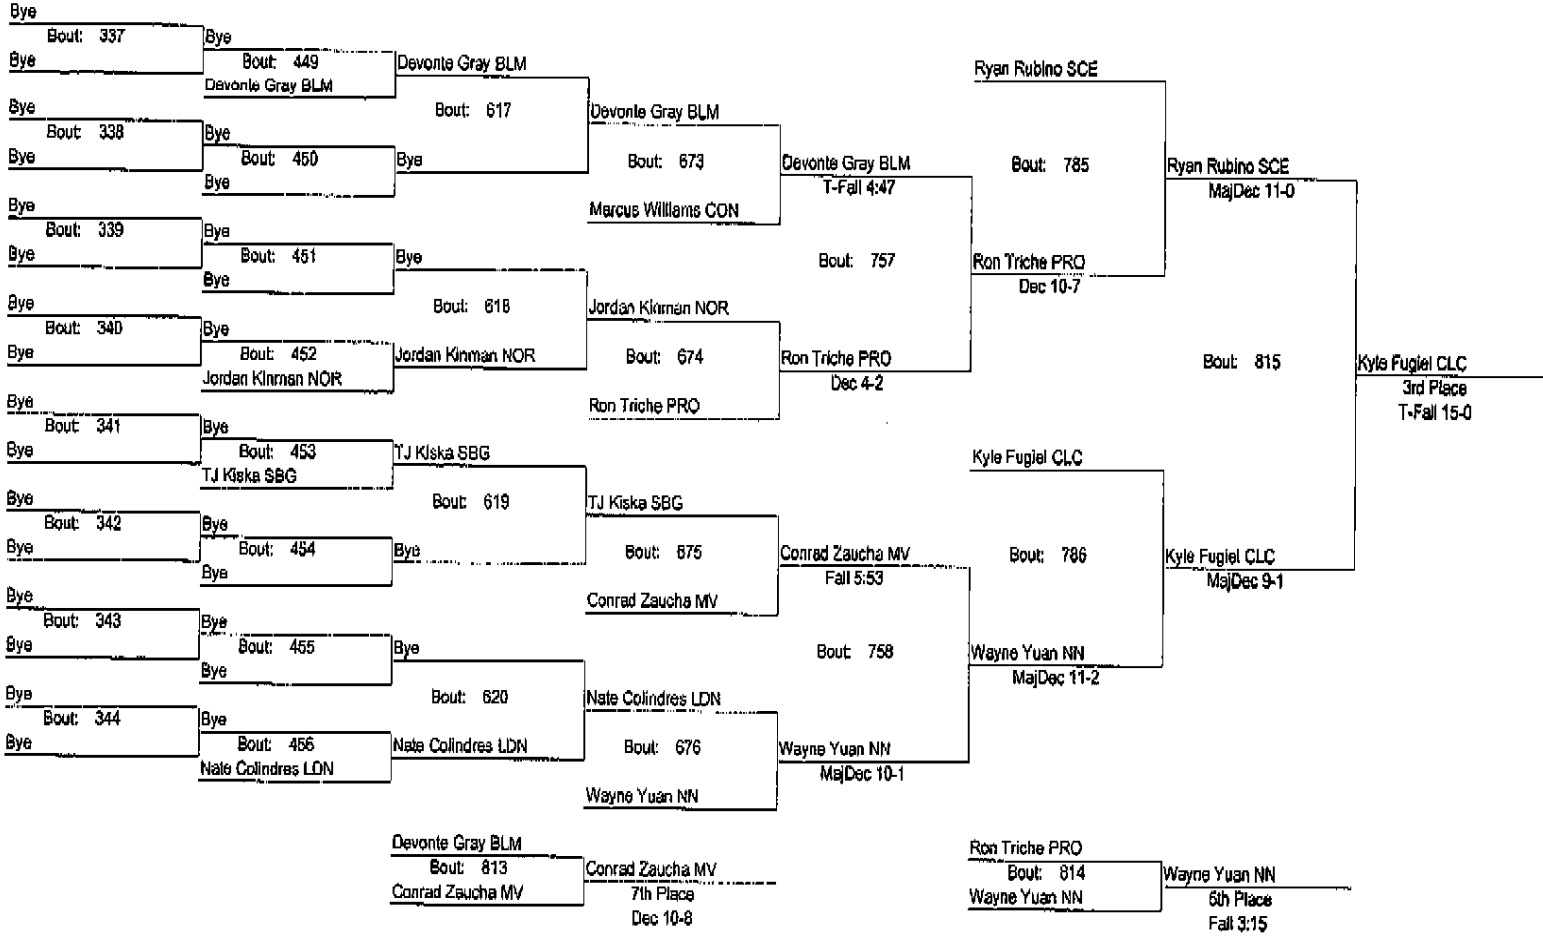 Bye
Bout: 337
Bye
Bye
Bout: 449
Devonte Gray BLM
Devonte Gray BLM
Bye
Bout: 338
Bye
Bye
Bout: 450
Bye
Bout: 617
Bye
Devonte Gray BLM
Bout: 673
Marcus Williams CON
Devonte Gray BLM
T-Fall 4:47
Bye
Bout: 339
Bye
Bye
Bout: 451
Bye
Bye
Bout: 618
Bye
Bout: 340
Bye
Bye
Bout: 452
Jordan Kinman NOR
Jordan Kinman NOR
Jordan Kinman NOR
Bout: 674
Ron Triche PRO
Ron Triche PRO
Dec 4-2
Bout: 757
Ryan Rubino SCE
Bout: 785
Ron Triche PRO
Dec 10-7
Ryan Rubino SCE
MajDec 11-0
Bye
Bout: 341
Bye
Bye
Bout: 453
TJ Kiska SBG
TJ Kiska SBG
Bout: 619
Bye
Bout: 342
Bye
Bye
Bout: 454
Bye
Bye
TJ Kiska SBG
Bout: 675
Conrad Zaucha MV
Conrad Zaucha MV
Fall 5:53
Bye
Bout: 343
Bye
Bye
Bout: 455
Bye
Bye
Bout: 620
Bye
Bout: 344
Bye
Bye
Bout: 456
Nate Colindres LDN
Nate Colindres LDN
Nate Colindres LDN
Bout: 676
Wayne Yuan NN
Wayne Yuan NN
MajDec 10-1
Bout: 758
Kyle Fugiel CLC
Bout: 786
Wayne Yuan NN
MajDec 11-2
Kyle Fugiel CLC
MajDec 9-1
Bout: 815
Kyle Fugiel CLC
3rd Place
T-Fall 15-0
Devonte Gray BLM
Bout: 813
Conrad Zaucha MV
Conrad Zaucha MV
7th Place
Dec 10-8
Ron Triche PRO
Bout: 814
Wayne Yuan NN
Wayne Yuan NN
5th Place
Fall 3:15